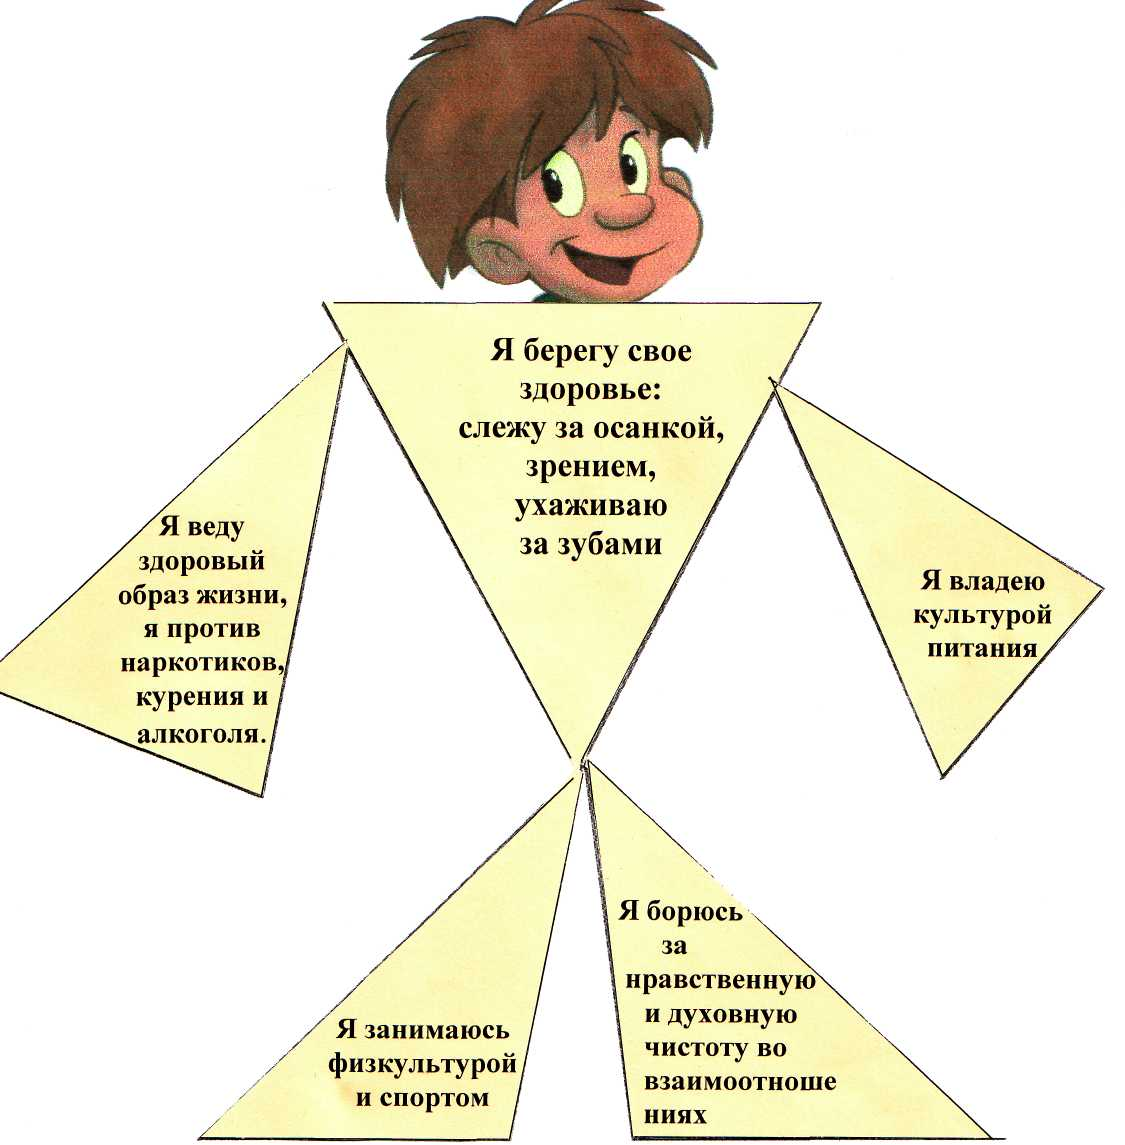 Я берегу свое
здоровье:
слежу за осанкой,
зрением,
ухаживаю
за зубами
Я веду
здоровый
образ жизни,
я против
наркотиков,
курения и
алкоголя.
Я владею
культурой
питания
Я занимаюсь
физкультурой
и спортом
Я борюсь
за
нравственную
и духовную
чистоту во
взаимоотноше
ниях